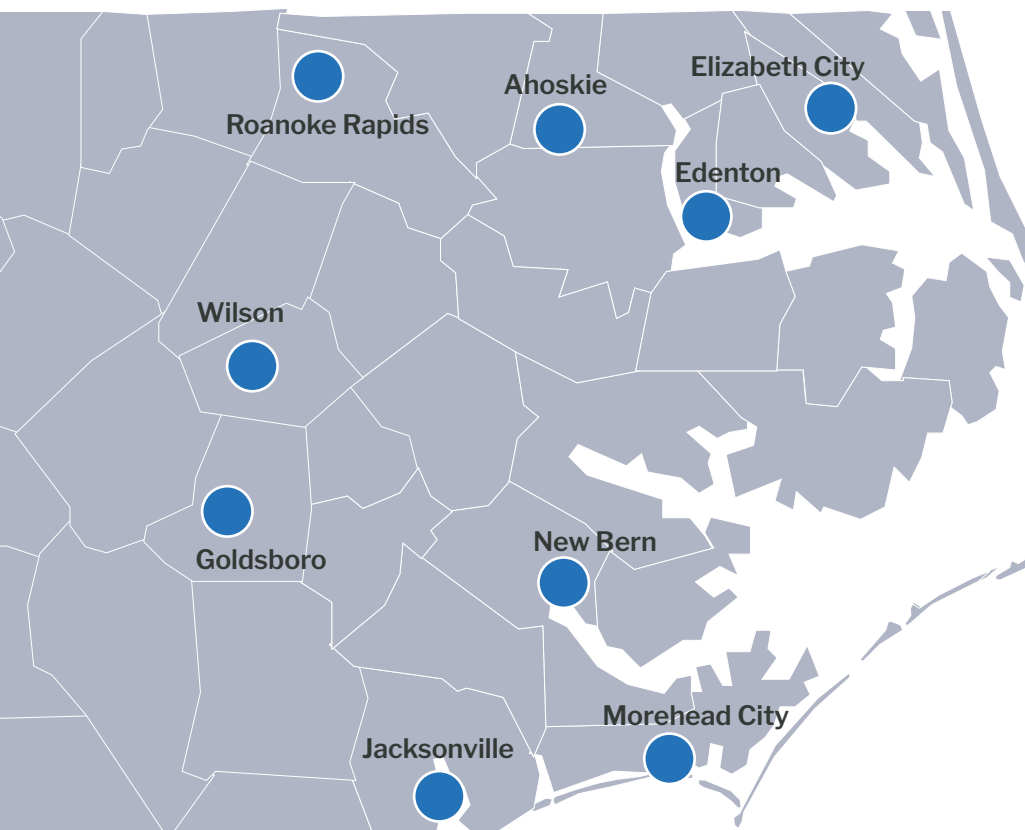 Elizabeth City
Ahoskie
Roanoke Rapids
Edenton
Wilson
New Bern
Goldsboro
Morehead City
Jacksonville